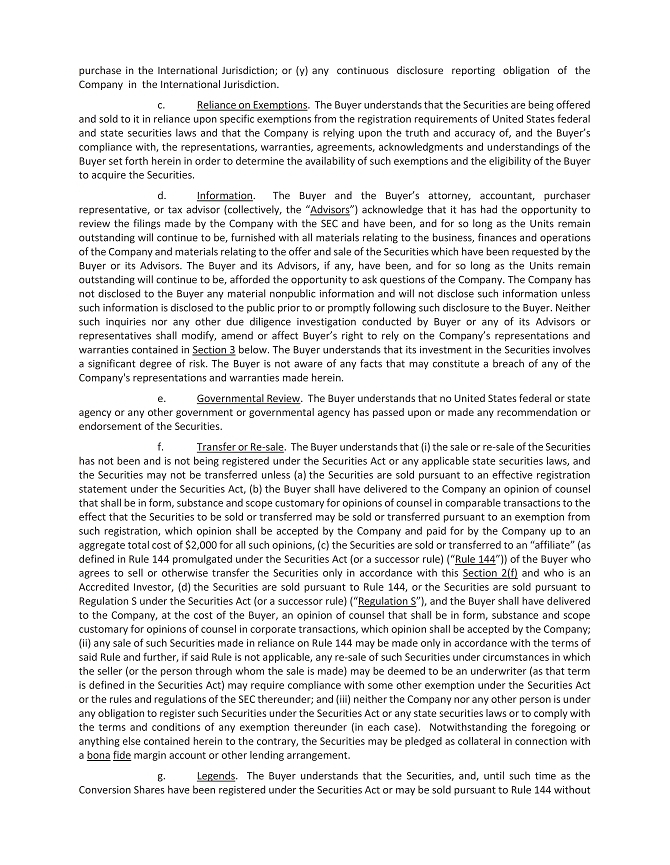 purchase in the International Jurisdiction; or (y) any continuous disclosure reporting obligation of the
Company in the International Jurisdiction.
c. Reliance on Exemptions. The Buyer understands that the Securities are being offered
and sold to it in reliance upon specific exemptions from the registration requirements of United States federal
and state securities laws and that the Company is relying upon the truth and accuracy of, and the Buyer's
compliance with, the representations, warranties, agreements, acknowledgments and understandings of the
Buyer set forth herein in order to determine the availability of such exemptions and the eligibility of the Buyer
to acquire the Securities.
d. Information. The Buyer and the Buyer's attorney, accountant, purchaser
representative, or tax advisor (collectively, the "Advisors") acknowledge that it has had the opportunity to
review the filings made by the Company with the SEC and have been, and for so long as the Units remain
outstanding will continue to be, furnished with all materials relating to the business, finances and operations
of the Company and materials relating to the offer and sale of the Securities which have been requested by the
Buyer or its Advisors. The Buyer and its Advisors, if any, have been, and for so long as the Units remain
outstanding will continue to be, afforded the opportunity to ask questions of the Company. The Company has
not disclosed to the Buyer any material nonpublic information and will not disclose such information unless
such information is disclosed to the public prior to or promptly following such disclosure to the Buyer. Neither
such inquiries nor any other due diligence investigation conducted by Buyer or any of its Advisors or
representatives shall modify, amend or affect Buyer's right to rely on the Company's representations and
warranties contained in Section 3 below. The Buyer understands that its investment in the Securities involves
a significant degree of risk. The Buyer is not aware of any facts that may constitute a breach of any of the
Company's representations and warranties made herein.
e. Governmental Review. The Buyer understands that no United States federal or state
agency or any other government or governmental agency has passed upon or made any recommendation or
endorsement of the Securities.
f. Transfer or Re-sale. The Buyer understands that (i) the sale or re-sale of the Securities
has not been and is not being registered under the Securities Act or any applicable state securities laws, and
the Securities may not be transferred unless (a) the Securities are sold pursuant to an effective registration
statement under the Securities Act, (b) the Buyer shall have delivered to the Company an opinion of counsel
that shall be in form, substance and scope customary for opinions of counsel in comparable transactions to the
effect that the Securities to be sold or transferred may be sold or transferred pursuant to an exemption from
such registration, which opinion shall be accepted by the Company and paid for by the Company up to an
aggregate total cost of $2,000 for all such opinions, (c) the Securities are sold or transferred to an "affiliate" (as
defined in Rule 144 promulgated under the Securities Act (or a successor rule) ("Rule 144")) of the Buyer who
agrees to sell or otherwise transfer the Securities only in accordance with this Section 2(f) and who is an
Accredited Investor, (d) the Securities are sold pursuant to Rule 144, or the Securities are sold pursuant to
Regulation S under the Securities Act (or a successor rule) ("Regulation S"), and the Buyer shall have delivered
to the Company, at the cost of the Buyer, an opinion of counsel that shall be in form, substance and scope
customary for opinions of counsel in corporate transactions, which opinion shall be accepted by the Company;
(ii) any sale of such Securities made in reliance on Rule 144 may be made only in accordance with the terms of
said Rule and further, if said Rule is not applicable, any re-sale of such Securities under circumstances in which
the seller (or the person through whom the sale is made) may be deemed to be an underwriter (as that term
is defined in the Securities Act) may require compliance with some other exemption under the Securities Act
or the rules and regulations of the SEC thereunder; and (iii) neither the Company nor any other person is under
any obligation to register such Securities under the Securities Act or any state securities laws or to comply with
the terms and conditions of any exemption thereunder (in each case). Notwithstanding the foregoing or
anything else contained herein to the contrary, the Securities may be pledged as collateral in connection with
a bona fide margin account or other lending arrangement.
g. Legends. The Buyer understands that the Securities, and, until such time as the
Conversion Shares have been registered under the Securities Act or may be sold pursuant to Rule 144 without